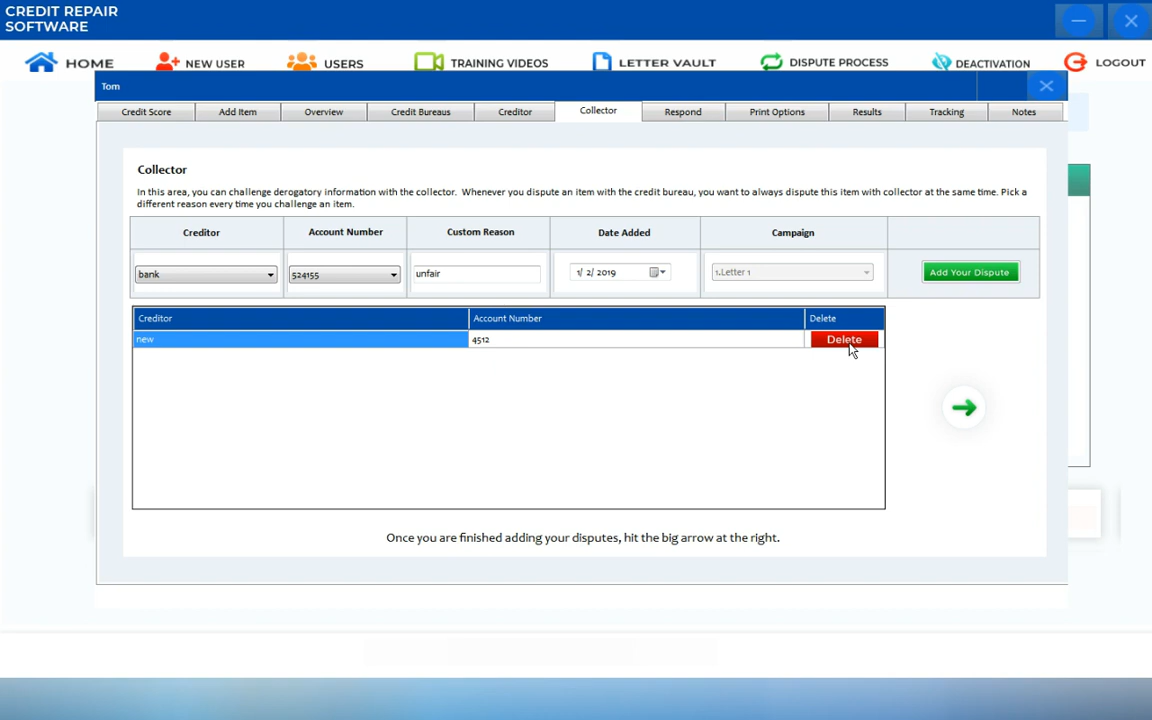 CREDIT REPAIR
SOFTWARE
HOME NEW USER USERS TRAINING VIDEOS LETTER VAULT DISPUTE PROCESS DEACTIVATION LOGOUT
Tom
Credit Score Add Item Overview Credit Bureaus Creditor Collector Respond Print Options Results Tracking Notes
Collector
In this area, you can challenge derogatory information with the collector. Whenever you dispute an item with the credit bureau, you want to always dispute this item with collector at the same time. Pick a
different reason every time you challenge an item.
Creditor Account Number Custom Reason Date Added Campaign
bank 524155 unfair 1/ 2/ 2019 1.Letter 1 Add Your Dispute
Creditor Account Number Delete
new 4512 Delete
Once you are finished adding your disputes, hit the big arrow at the right.